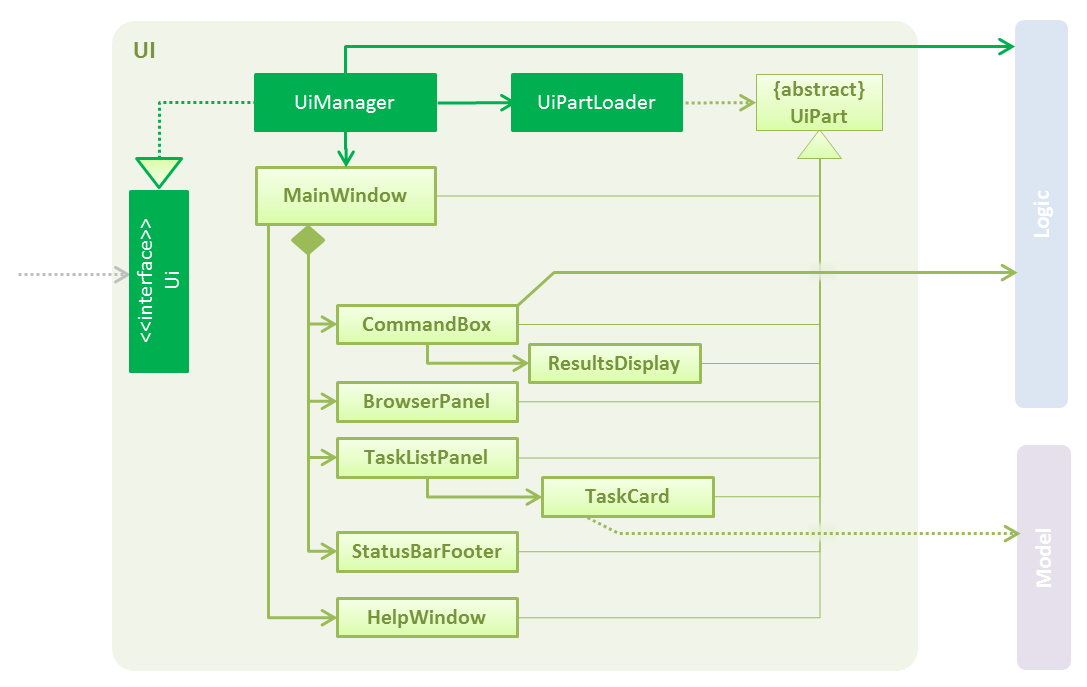 UI
UiManager
UiPartLoader
{abstract}
UiPart
MainWindow
<<interface>>
Ui
CommandBox
ResultsDisplay
BrowserPanel
TaskListPanel
TaskCard
StatusBarFooter
HelpWindow
Logic
Model